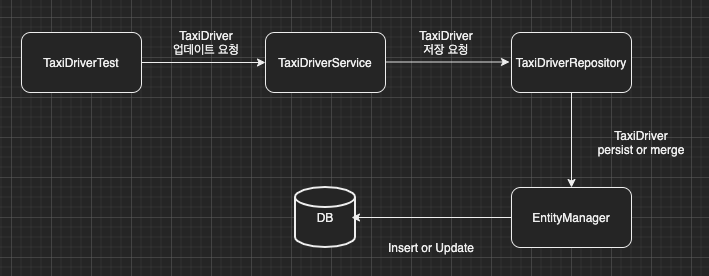 TaxiDriverTest
TaxiDriver
업데이트 요청
TaxiDriverService
TaxiDriver
저장 요청
TaxiDriverRepository
TaxiDriver
persist or merge
DB
EntityManager
Insert or Update